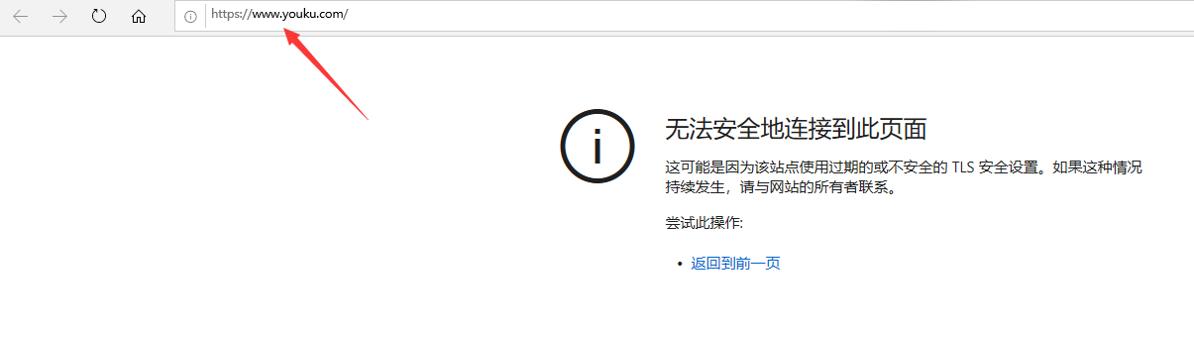 https://www.youku.com/
无法安全地连接到此页面
这可能是因为该站点使用过期的或不安全的 TLS 安全设置。如果这种情况
持续发生，请与网站的所有者联系。
尝试此操作:
• 返回到前一页